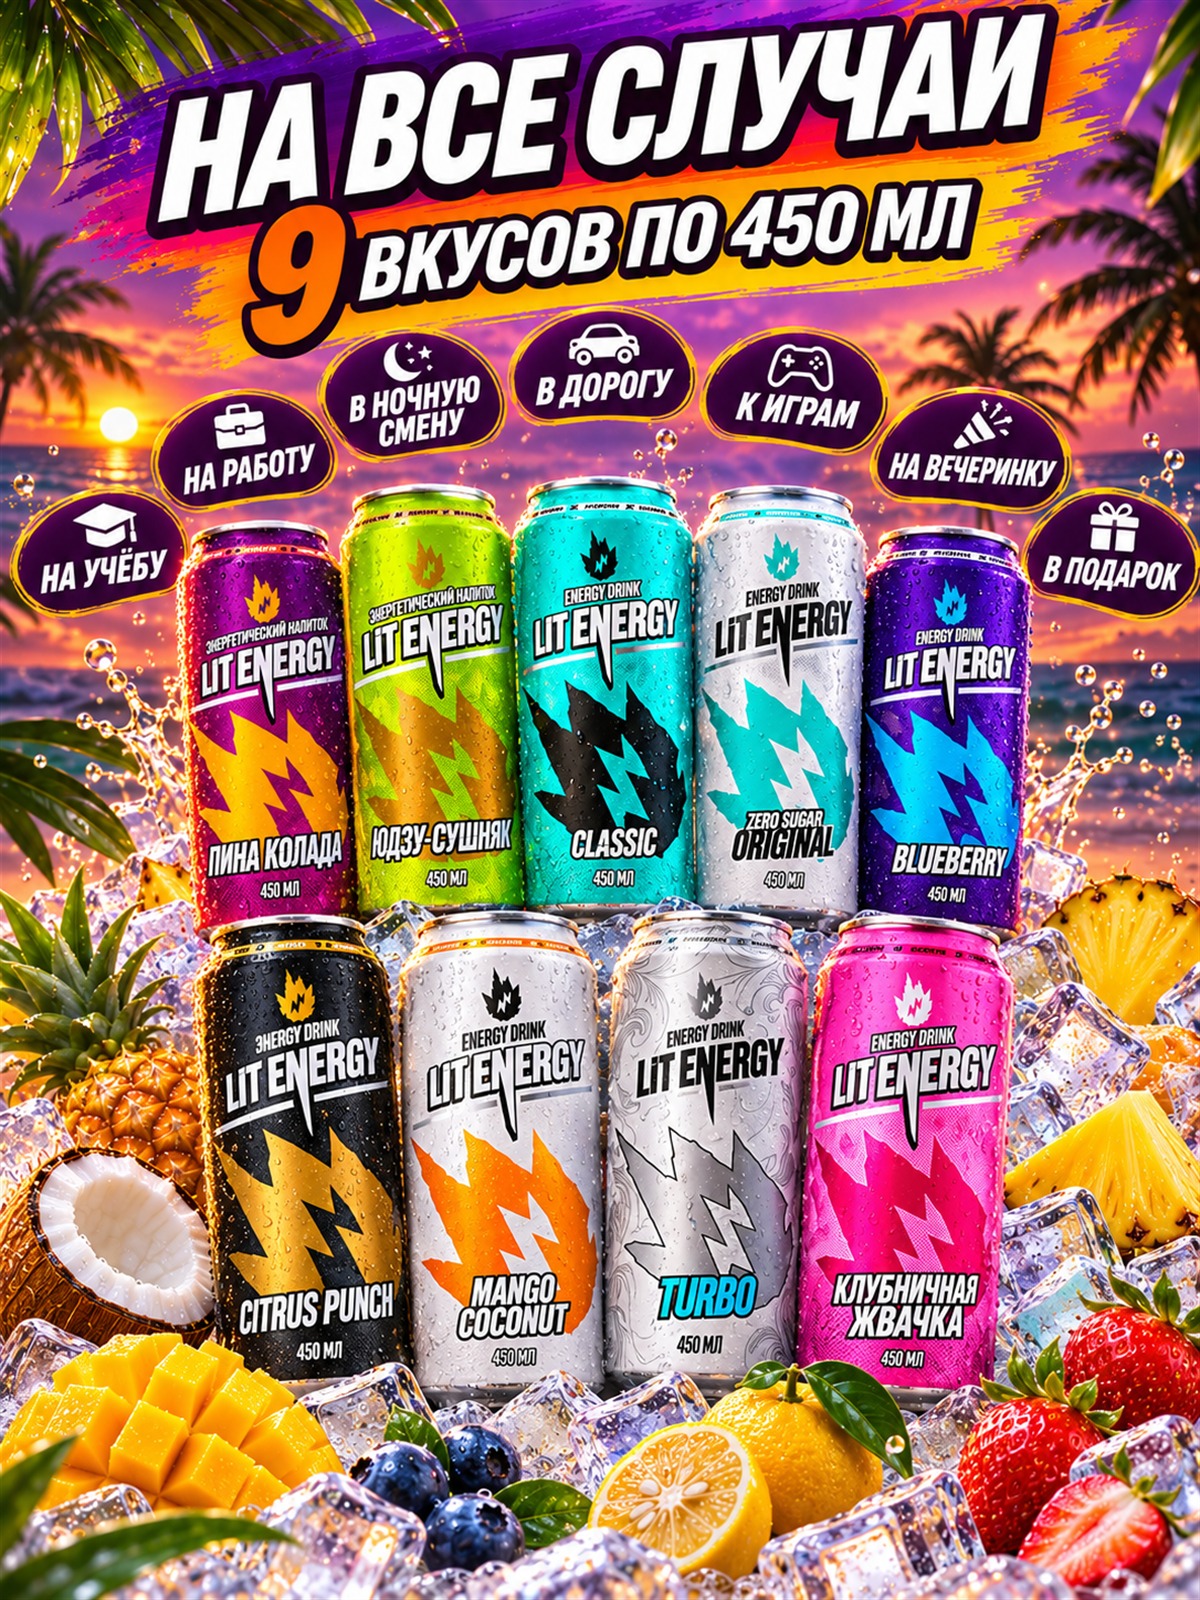 НА ВСЕ СЛУЧАИ
9 ВКУСОВ ПО 450 МЛ
НА УЧЁБУ
НА РАБОТУ
В НОЧНУЮ
СМЕНУ
В ДОРОГУ
К ИГРАМ
НА ВЕЧЕРИНКУ
В ПОДАРОК
ЭНЕРГЕТИЧЕСКИЙ НАПИТОК
LIT ENERGY
ПИНА КОЛАДА
450 МЛ
ЭНЕРГЕТИЧЕСКИЙ НАПИТОК
LIT ENERGY
ЮДЗУ-СУШНЯК
450 МЛ
ENERGY DRINK
LIT ENERGY
CLASSIC
450 МЛ
ENERGY DRINK
LIT ENERGY
ZERO SUGAR
ORIGINAL
450 МЛ
ENERGY DRINK
LIT ENERGY
BLUEBERRY
450 МЛ
ЭНERGY DRINK
LIT ENERGY
CITRUS PUNCH
450 МЛ
ENERGY DRINK
LIT ENERGY
MANGO
COCONUT
450 МЛ
ENERGY DRINK
LIT ENERGY
TURBO
450 МЛ
ENERGY DRINK
LIT ENERGY
КЛУБНИЧНАЯ
ЖВАЧКА
450 МЛ